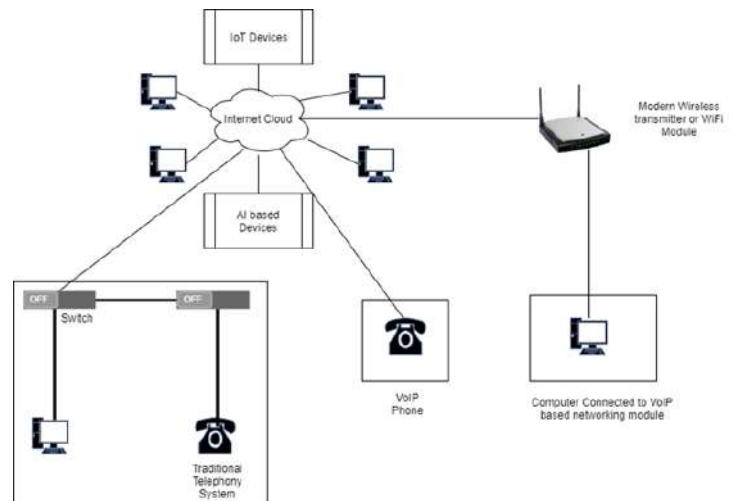 IoT Devices
Internet Cloud
Modern Wireless
transmitter or WiFi
Module
AI based
Devices
OFF
OFF
Switch
VoIP
Phone
Computer Connected to VoIP
based networking module
Traditional
Telephony
System